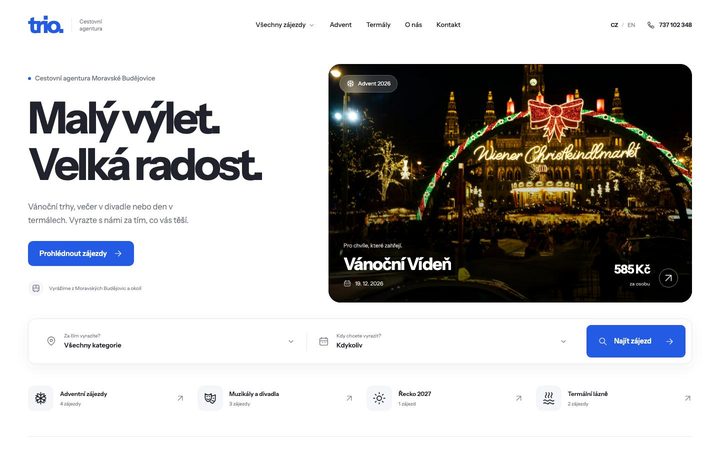 trio.
Cestovní
agentura
Všechny zájezdy
Advent
Termály
O nás
Kontakt
CZ / EN
737 102 348
Cestovní agentura Moravské Budějovice
Malý výlet.
Velká radost.
Vánoční trhy, večer v divadle nebo den v
termálech. Vyrazte s námi za tím, co vás těší.
Prohlédnout zájezdy
Vyrážíme z Moravských Budějovic a okolí
Advent 2026
Wiener Christkindlmarkt
Pro chvíle, které zahřejí.
Vánoční Vídeň
19. 12. 2026
585 Kč
za osobu
Za čím vyrazíte?
Všechny kategorie
Kdy chcete vyrazit?
Kdykoliv
Najít zájezd
Adventní zájezdy
4 zájezdy
Muzikály a divadla
3 zájezdy
Řecko 2027
1 zájezd
Termální lázně
2 zájezdy